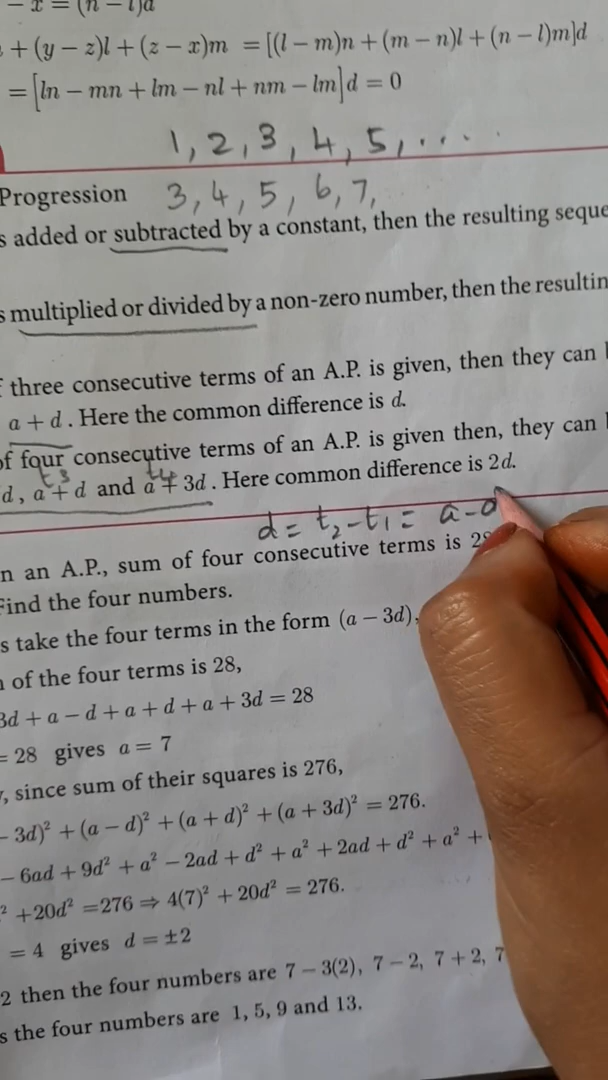 − x = (n − l)d
+ (y − z)l + (z − x)m = [(l − m)n + (m − n)l + (n − l)m]d
= [ln − mn + lm − nl + nm − lm]d = 0
1, 2, 3, 4, 5, ...
Progression 3, 4, 5, 6, 7,
s added or subtracted by a constant, then the resulting seque
s multiplied or divided by a non-zero number, then the resultin
f three consecutive terms of an A.P. is given, then they can
a + d . Here the common difference is d.
of four consecutive terms of an A.P. is given then, they can
t3 t4
d , a + d and a + 3d . Here common difference is 2d.
d = t2 - t1 = a - d
n an A.P., sum of four consecutive terms is 28
Find the four numbers.
s take the four terms in the form (a − 3d),
of the four terms is 28,
3d + a − d + a + d + a + 3d = 28
= 28 gives a = 7
, since sum of their squares is 276,
− 3d)² + (a − d)² + (a + d)² + (a + 3d)² = 276.
− 6ad + 9d² + a² − 2ad + d² + a² + 2ad + d² + a² +
² + 20d² = 276 ⇒ 4(7)² + 20d² = 276.
= 4 gives d = ±2
2 then the four numbers are 7 − 3(2), 7 − 2, 7 + 2, 7
s the four numbers are 1, 5, 9 and 13.